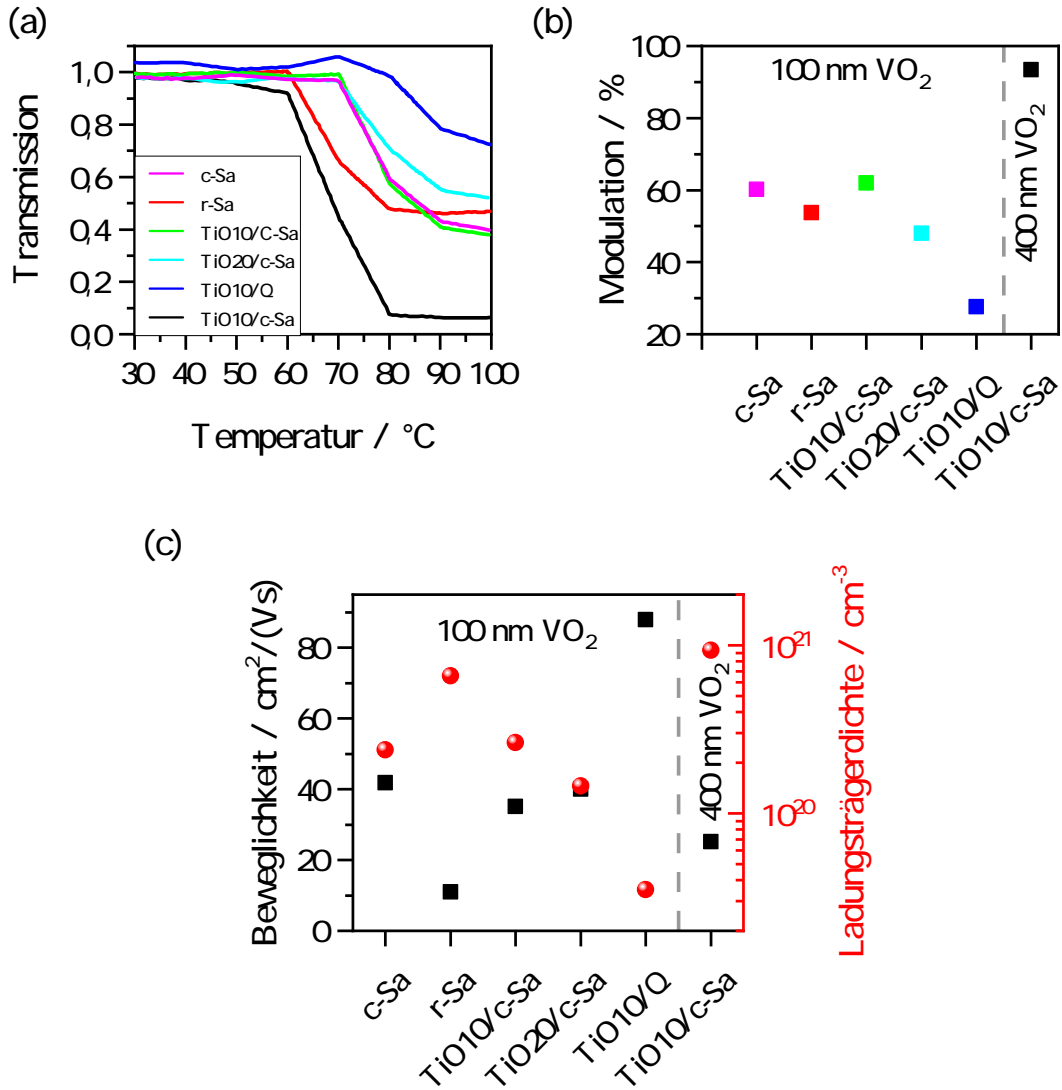 (a)
Transmission
1,0
0,8
0,6
0,4
0,2
0,0
c-Sa
r-Sa
TiO10/C-Sa
TiO20/c-Sa
TiO10/Q
TiO10/c-Sa
30 40 50 60 70 80 90 100
Temperatur / °C
(b)
Modulation / %
100
80
60
40
20
100 nm VO₂
400 nm VO₂
c-Sa
r-Sa
TiO10/c-Sa
TiO20/c-Sa
TiO10/Q
TiO10/c-Sa
(c)
Beweglichkeit / cm²/(Vs)
80
60
40
20
0
100 nm VO₂
400 nm VO₂
10²¹
10²⁰
Ladungsträgerdichte / cm⁻³
c-Sa
r-Sa
TiO10/c-Sa
TiO20/c-Sa
TiO10/Q
TiO10/c-Sa